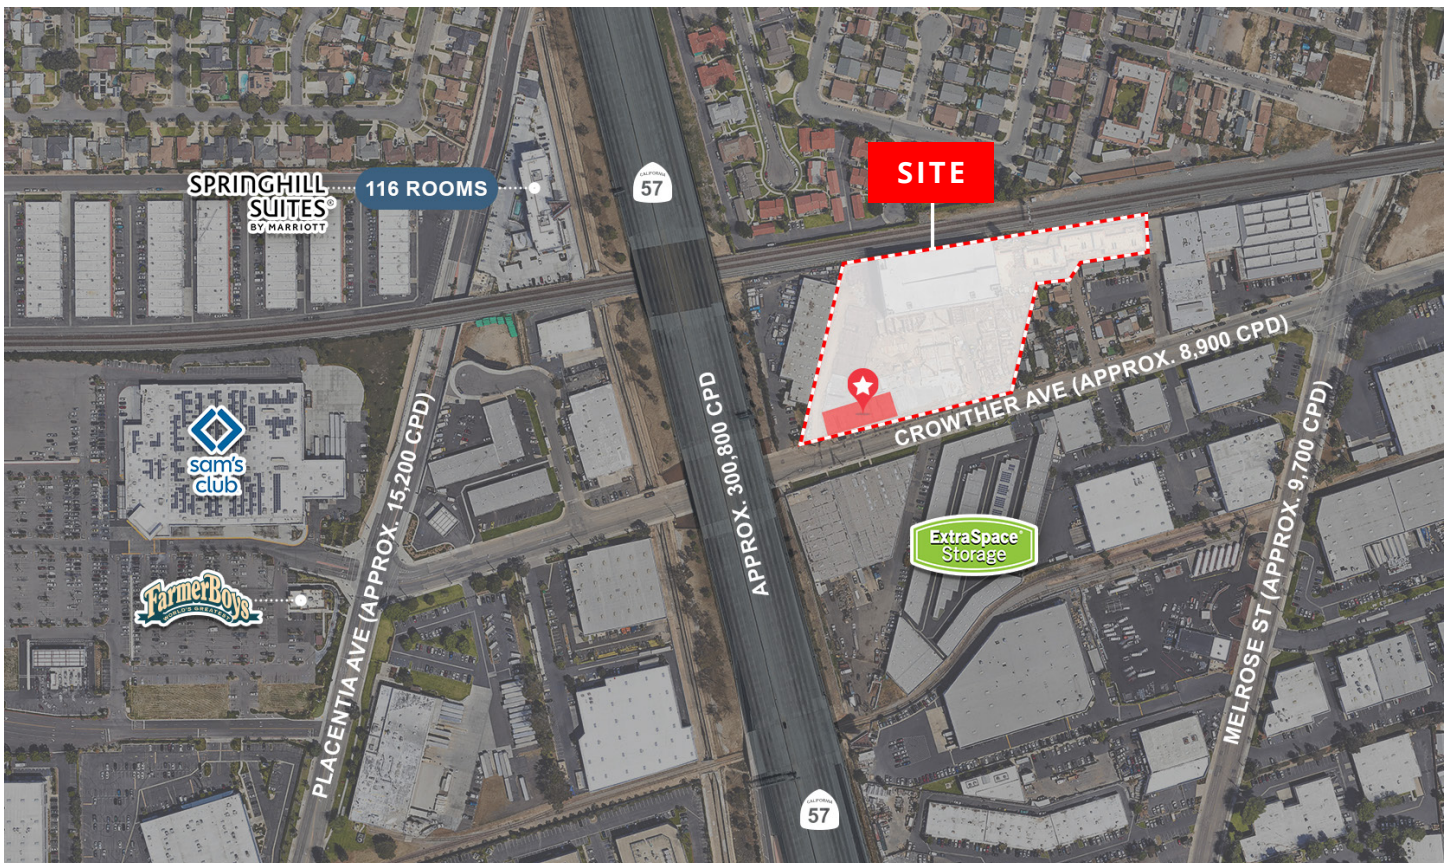 SITE
SPRINGHILL
SUITES®
BY MARRIOTT
116 ROOMS
CALIFORNIA
57
CROWTHER AVE (APPROX. 8,900 CPD)
APPROX. 300,800 CPD
PLACENTIA AVE (APPROX. 15,200 CPD)
MELROSE ST (APPROX. 9,700 CPD)
sam's
club
ExtraSpace®
Storage
FarmerBoys
WORLD'S GREATEST
CALIFORNIA
57